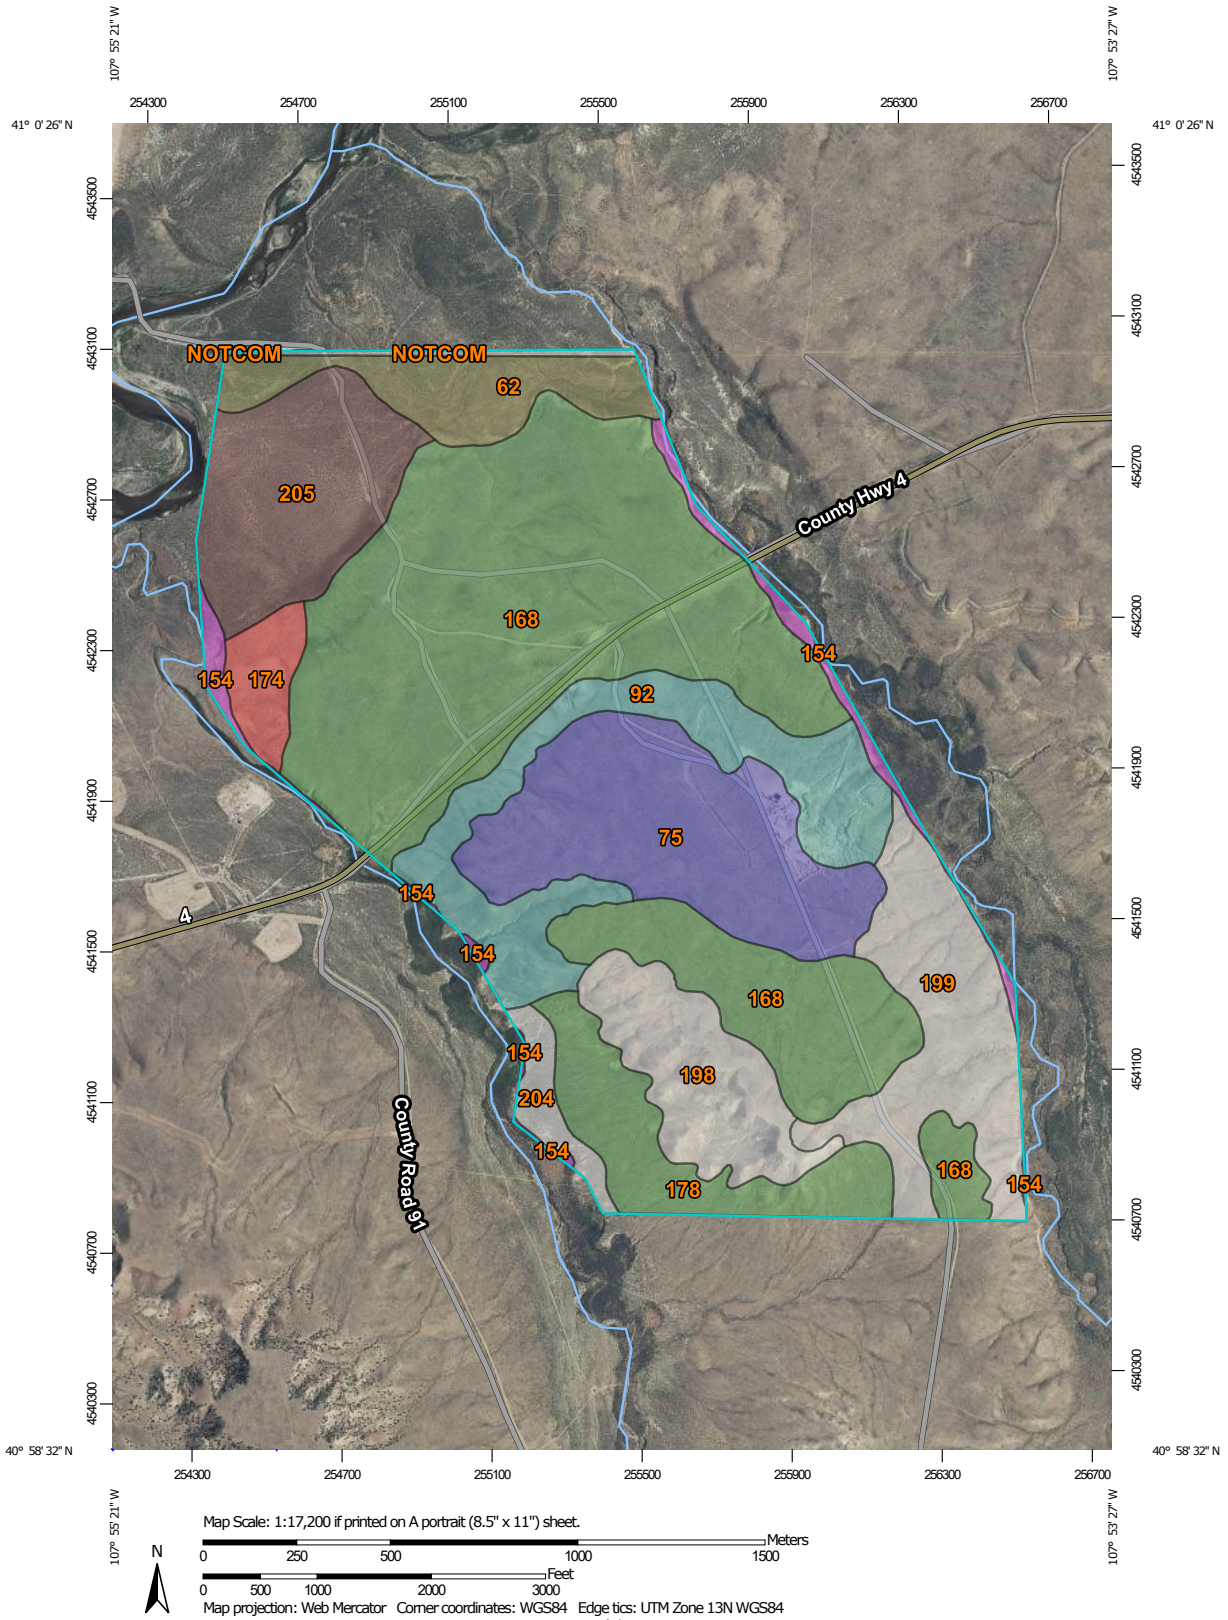 107° 55' 21" W
107° 53' 27" W
254300 254700 255100 255500 255900 256300 256700
41° 0' 26" N
41° 0' 26" N
4543500
4543500
4543100
4543100
NOTCOM NOTCOM
62
4542700
4542700
205
County Hwy 4
4542300
4542300
168
154
154 174
92
4541900
4541900
75
154
4
4541500
4541500
154
199
168
154
198
204
4541100
4541100
County Road 91
154
168
178
154
4540700
4540700
4540300
4540300
40° 58' 32" N
40° 58' 32" N
254300 254700 255100 255500 255900 256300 256700
107° 55' 21" W
107° 53' 27" W
Map Scale: 1:17,200 if printed on A portrait (8.5" x 11") sheet.
Meters
0 250 500 1000 1500
N
Feet
0 500 1000 2000 3000
Map projection: Web Mercator Corner coordinates: WGS84 Edge tics: UTM Zone 13N WGS84